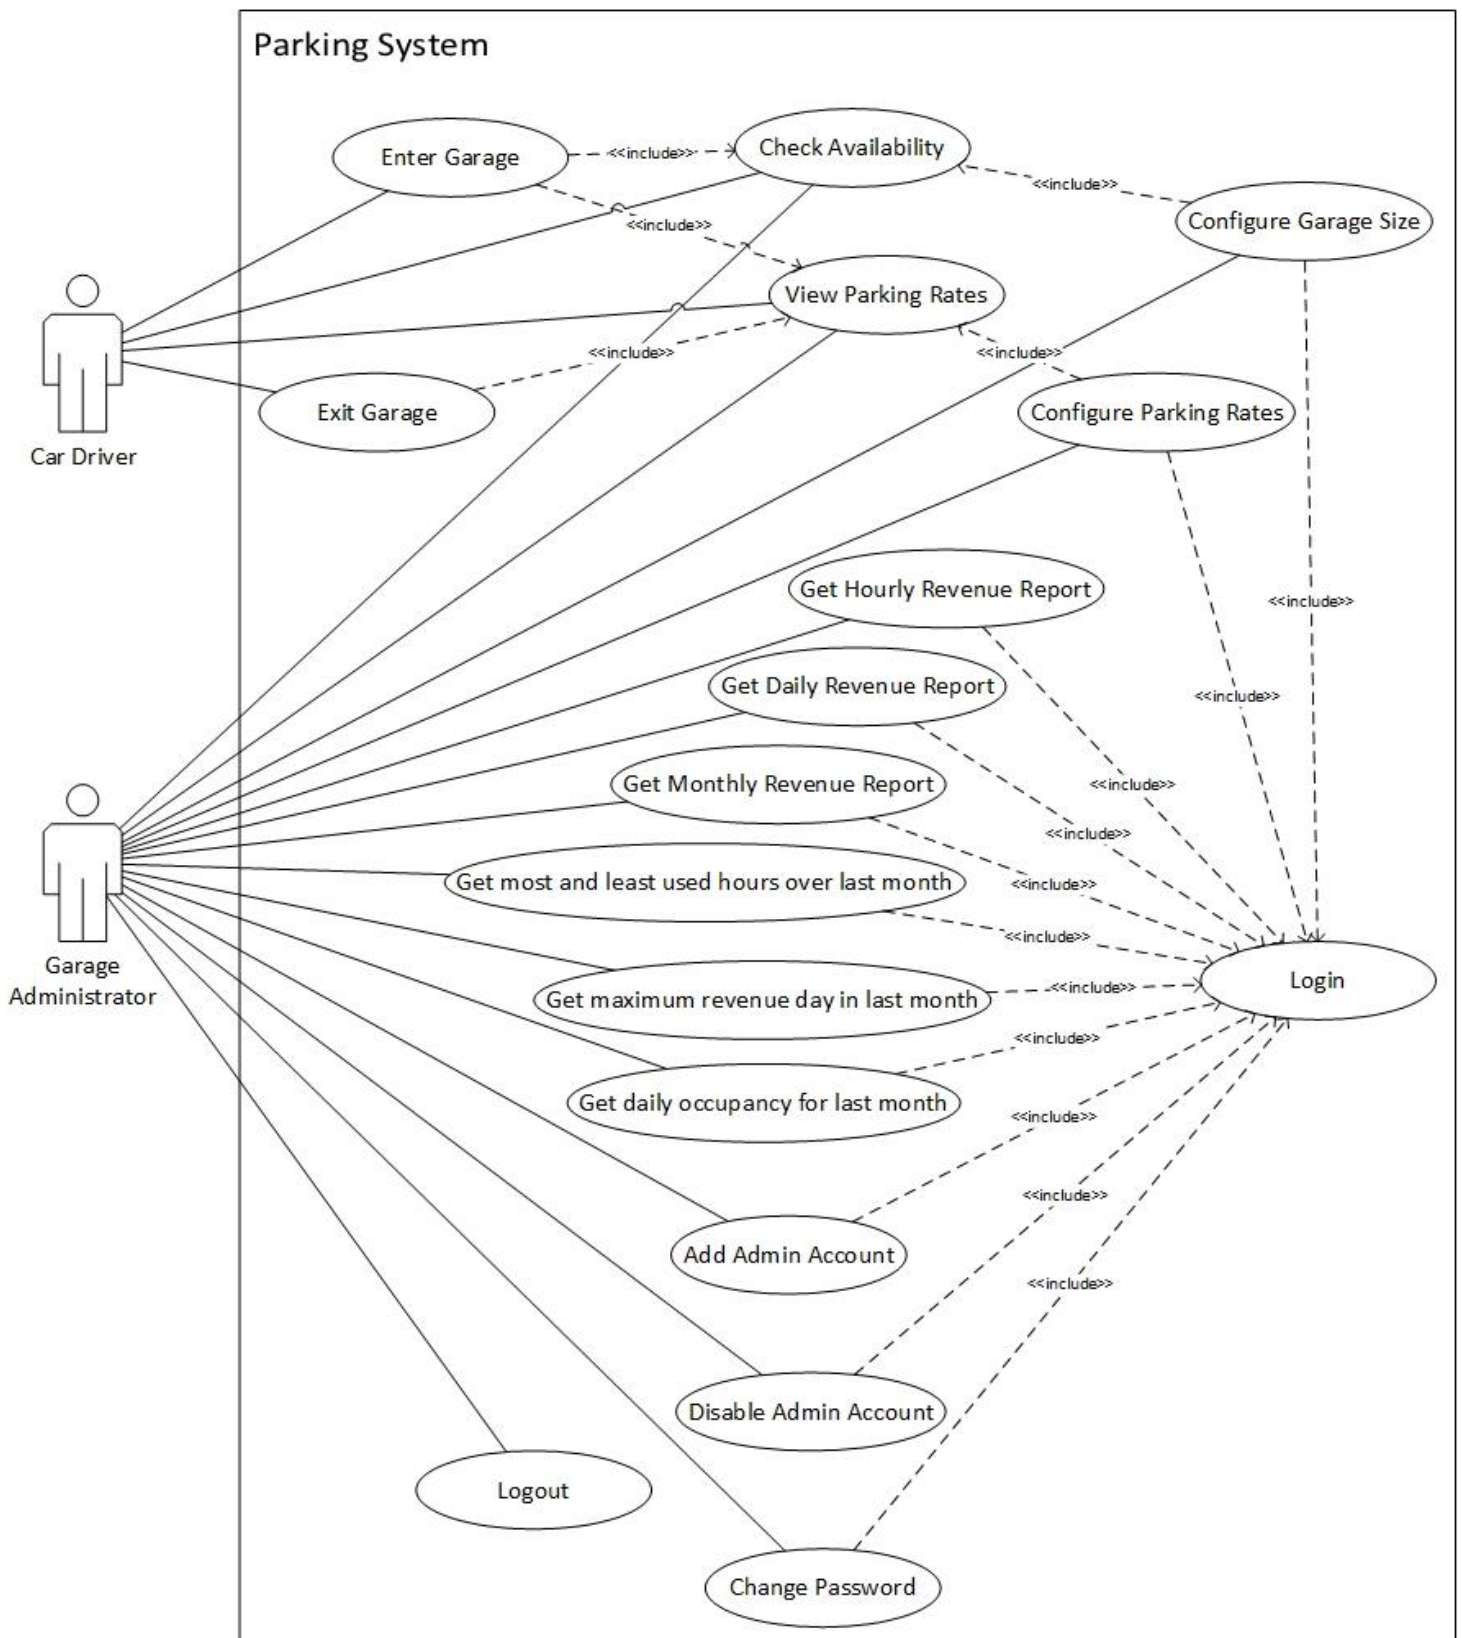 Parking System
Enter Garage
<<include>>
Check Availability
<<include>>
Configure Garage Size
<<include>>
View Parking Rates
<<include>>
<<include>>
Exit Garage
Configure Parking Rates
Car Driver
Get Hourly Revenue Report
<<include>>
Get Daily Revenue Report
<<include>>
Get Monthly Revenue Report
<<include>>
<<include>>
Get most and least used hours over last month
<<include>>
<<include>>
Garage
Administrator
Get maximum revenue day in last month
<<include>>
Login
<<include>>
Get daily occupancy for last month
<<include>>
Add Admin Account
<<include>>
<<include>>
Disable Admin Account
Logout
Change Password